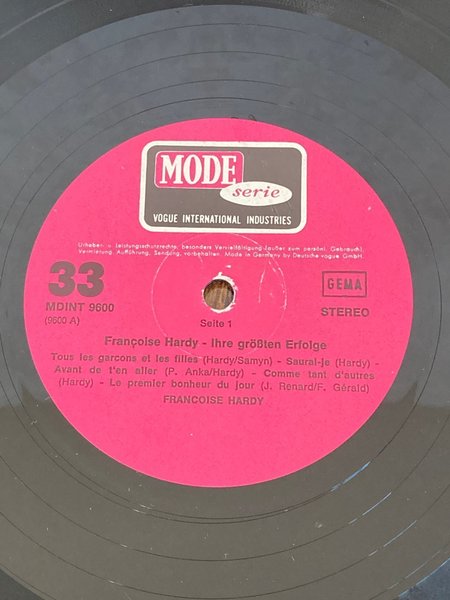 MODE
serie
VOGUE INTERNATIONAL INDUSTRIES
Urheber- u. Leistungsschutzrechte, besonders Vervielfältigung (außer zum persönl. Gebrauch),
Vermietung, Aufführung, Sendung, vorbehalten. Made in Germany by Deutsche-vogue GmbH.
33
MDINT 9600
(9600 A)
Seite 1
GEMA
STEREO
Françoise Hardy - Ihre größten Erfolge
Tous les garcons et les filles (Hardy/Samyn) - Saurai-je (Hardy) -
Avant de t'en aller (P. Anka/Hardy) - Comme tant d'autres
(Hardy) - Le premier bonheur du jour (J. Renard/F. Gérald)
FRANCOISE HARDY